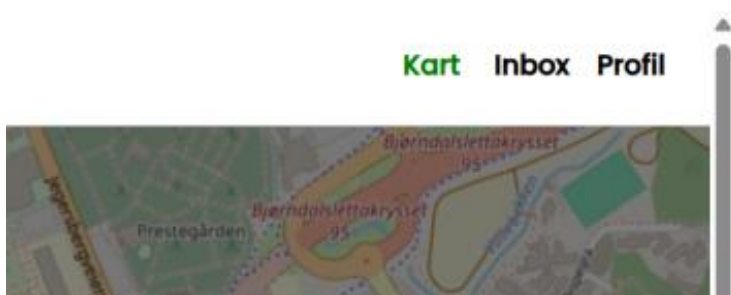 Kart Inbox Profil
Bjørndalslettakrysset
95
Bjørndalslettakrysset
95
Prestegården